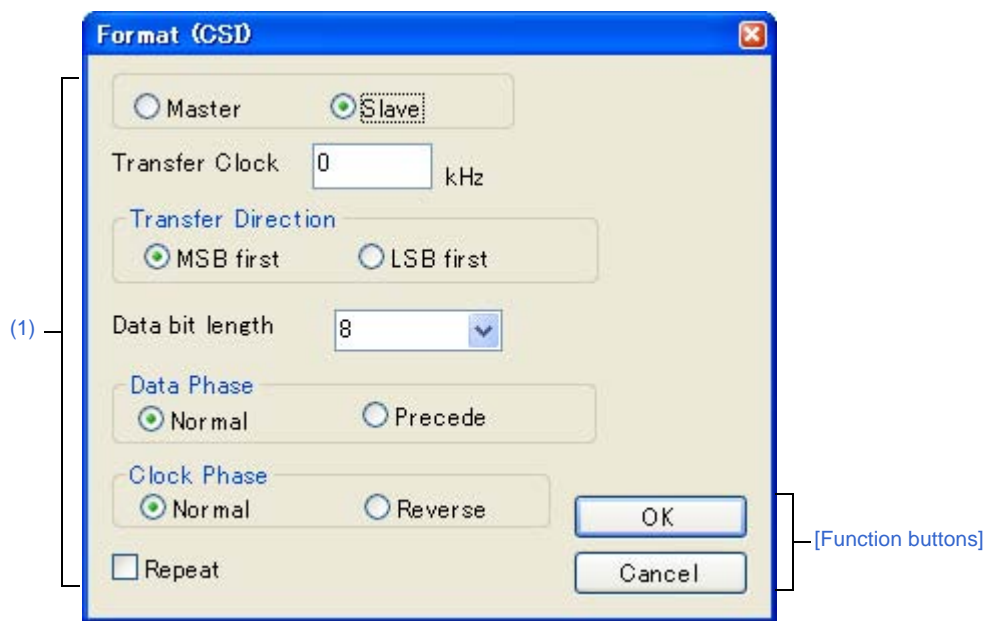 Format (CSI)
Master Slave
Transfer Clock 0 kHz
Transfer Direction
MSB first LSB first
(1)
Data bit length 8
Data Phase
Normal Precede
Clock Phase
Normal Reverse
OK
[Function buttons]
Repeat
Cancel